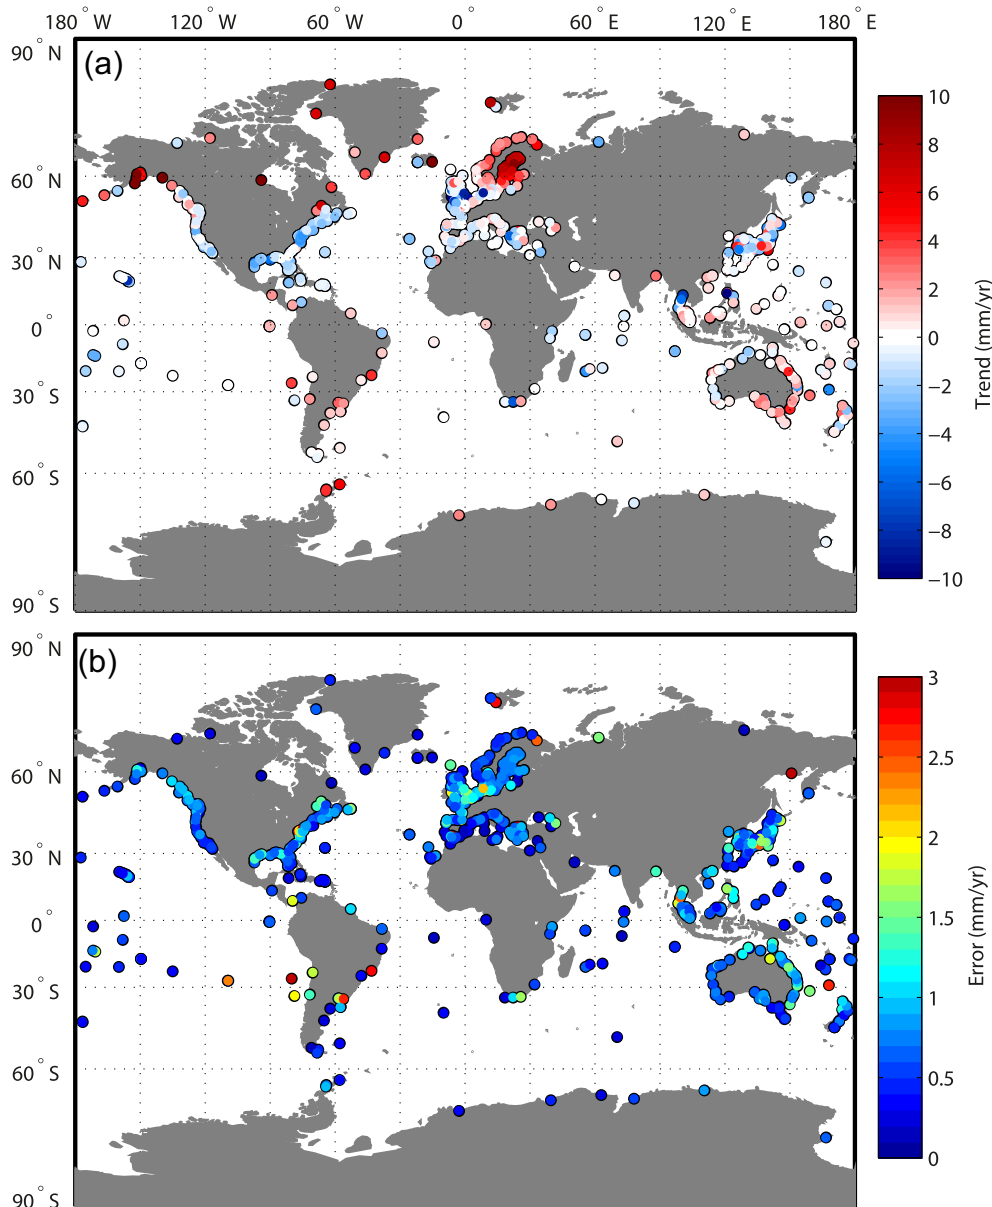 180° W 120° W 60° W 0° 60° E 120° E 180° E
90° N
(a)
60° N
30° N
0°
30° S
60° S
90° S
10
8
6
4
2
0
−2
−4
−6
−8
−10
Trend (mm/yr)
90° N
(b)
60° N
30° N
0°
30° S
60° S
90° S
3
2.5
2
1.5
1
0.5
0
Error (mm/yr)